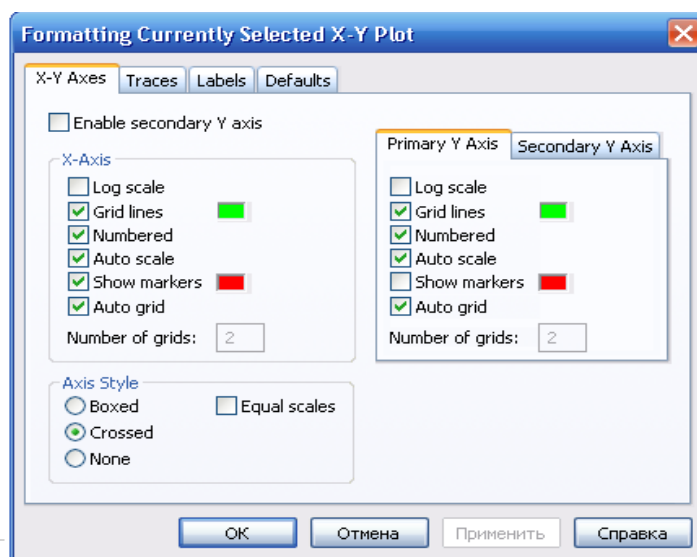 Formatting Currently Selected X-Y Plot
X-Y Axes Traces Labels Defaults
Enable secondary Y axis
X-Axis
Log scale
Grid lines
Numbered
Auto scale
Show markers
Auto grid
Number of grids: 2
Primary Y Axis Secondary Y Axis
Log scale
Grid lines
Numbered
Auto scale
Show markers
Auto grid
Number of grids: 2
Axis Style
Boxed Equal scales
Crossed
None
OK Отмена Применить Справка